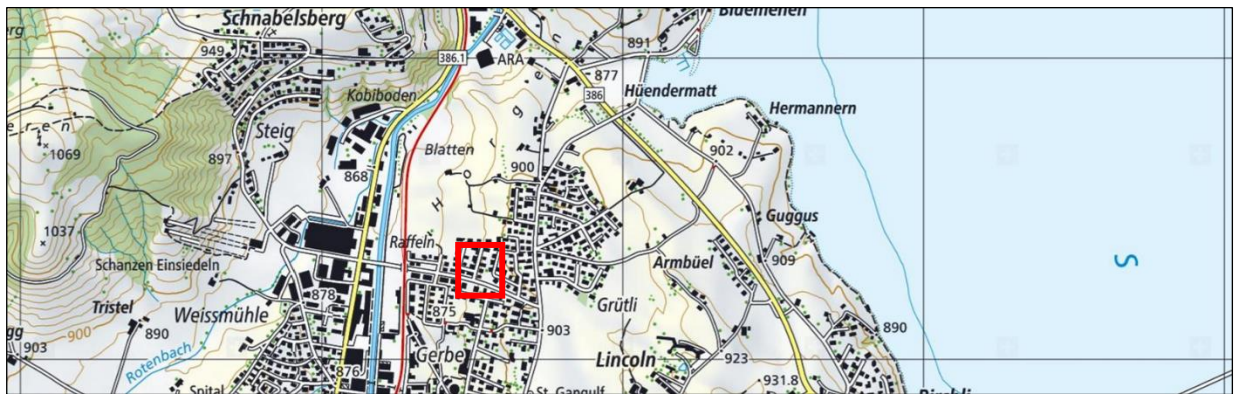 Schnabelsberg
Bluemenen
891
949
386.1
ARA
877
386
Hüendermatt
Kobiboden
Hermannern
Steig
1069
Blatten
902
897
868
900
Guggus
1037
Raffeln
Schanzen Einsiedeln
Armbüel
909
878
Tristel
Weissmühle
875
Grütli
890
900
903
890
903
Gerbe
Lincoln
923
Rotenbach
876
931.8
Spital
St. Gangulf
Birchli
S